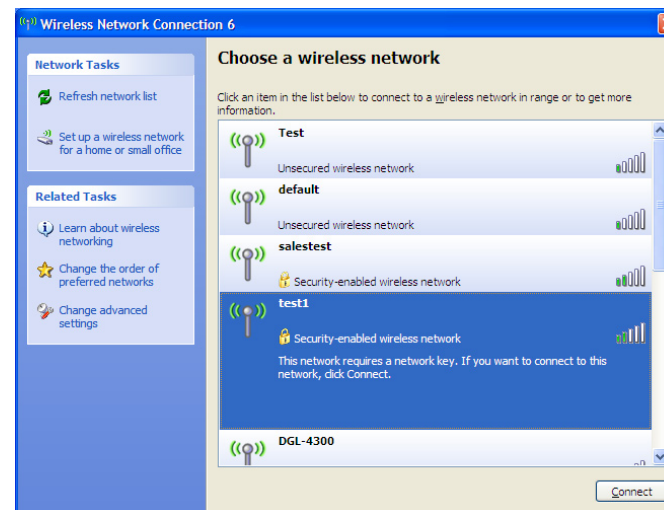 Wireless Network Connection 6
Network Tasks
Refresh network list
Set up a wireless network
for a home or small office
Related Tasks
Learn about wireless
networking
Change the order of
preferred networks
Change advanced
settings
Choose a wireless network
Click an item in the list below to connect to a wireless network in range or to get more
information.
Test
Unsecured wireless network
default
Unsecured wireless network
salestest
Security-enabled wireless network
test1
Security-enabled wireless network
This network requires a network key. If you want to connect to this
network, click Connect.
DGL-4300
Connect